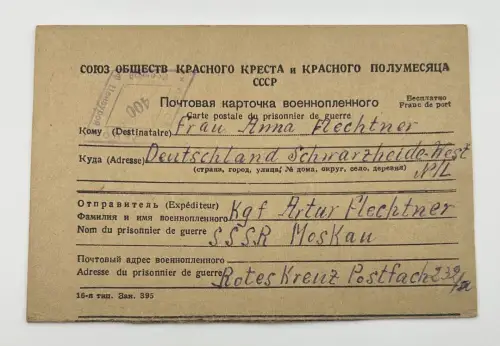 СОЮЗ ОБЩЕСТВ КРАСНОГО КРЕСТА и КРАСНОГО ПОЛУМЕСЯЦА
СССР
Почтовая карточка военнопленного
Carte postale du prisonnier de guerre
Бесплатно
Franc de port
Кому (Destinataire) Frau Anna Flechtner
Куда (Adresse) Deutschland Schwarzheide-West
(страна, город, улица, № дома, округ, село, деревня)
N/L
Отправитель (Expéditeur)
Фамилия и имя военнопленного Kgf Artur Flechtner
Nom du prisonnier de guerre SSSR Moskau
Почтовый адрес военнопленного
Adresse du prisonnier de guerre Rotes Kreuz Postfach 232/
16-я тип. Зак. 395